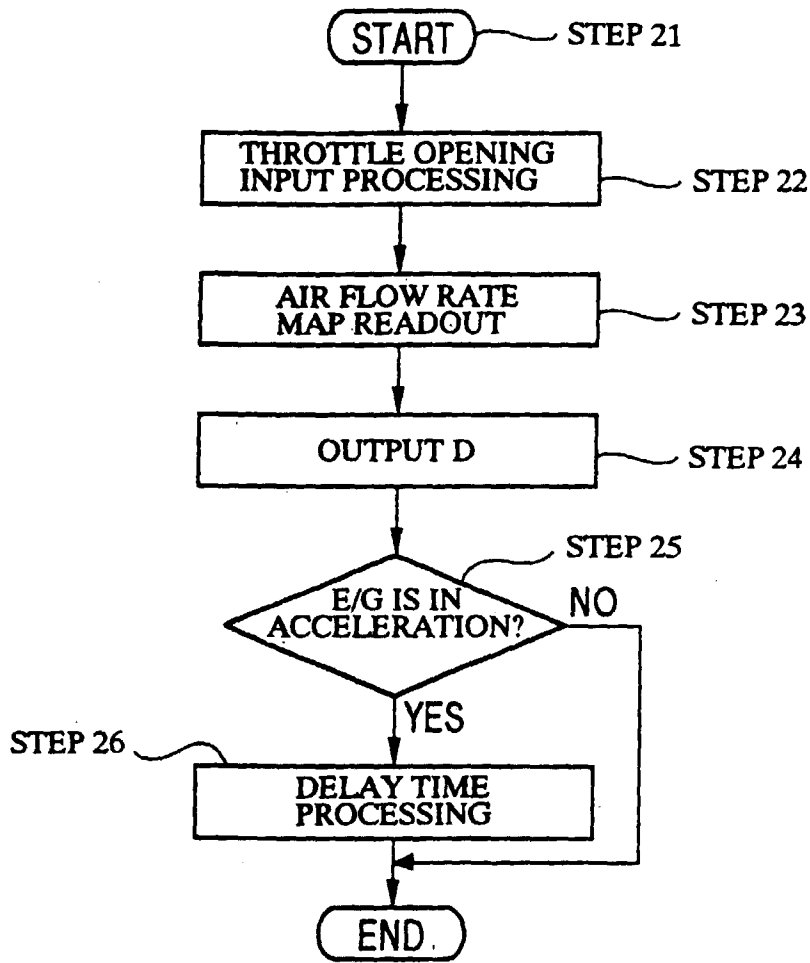 START
STEP 21
THROTTLE OPENING
INPUT PROCESSING
STEP 22
AIR FLOW RATE
MAP READOUT
STEP 23
OUTPUT D
STEP 24
STEP 25
E/G IS IN
ACCELERATION?
NO
YES
STEP 26
DELAY TIME
PROCESSING
END